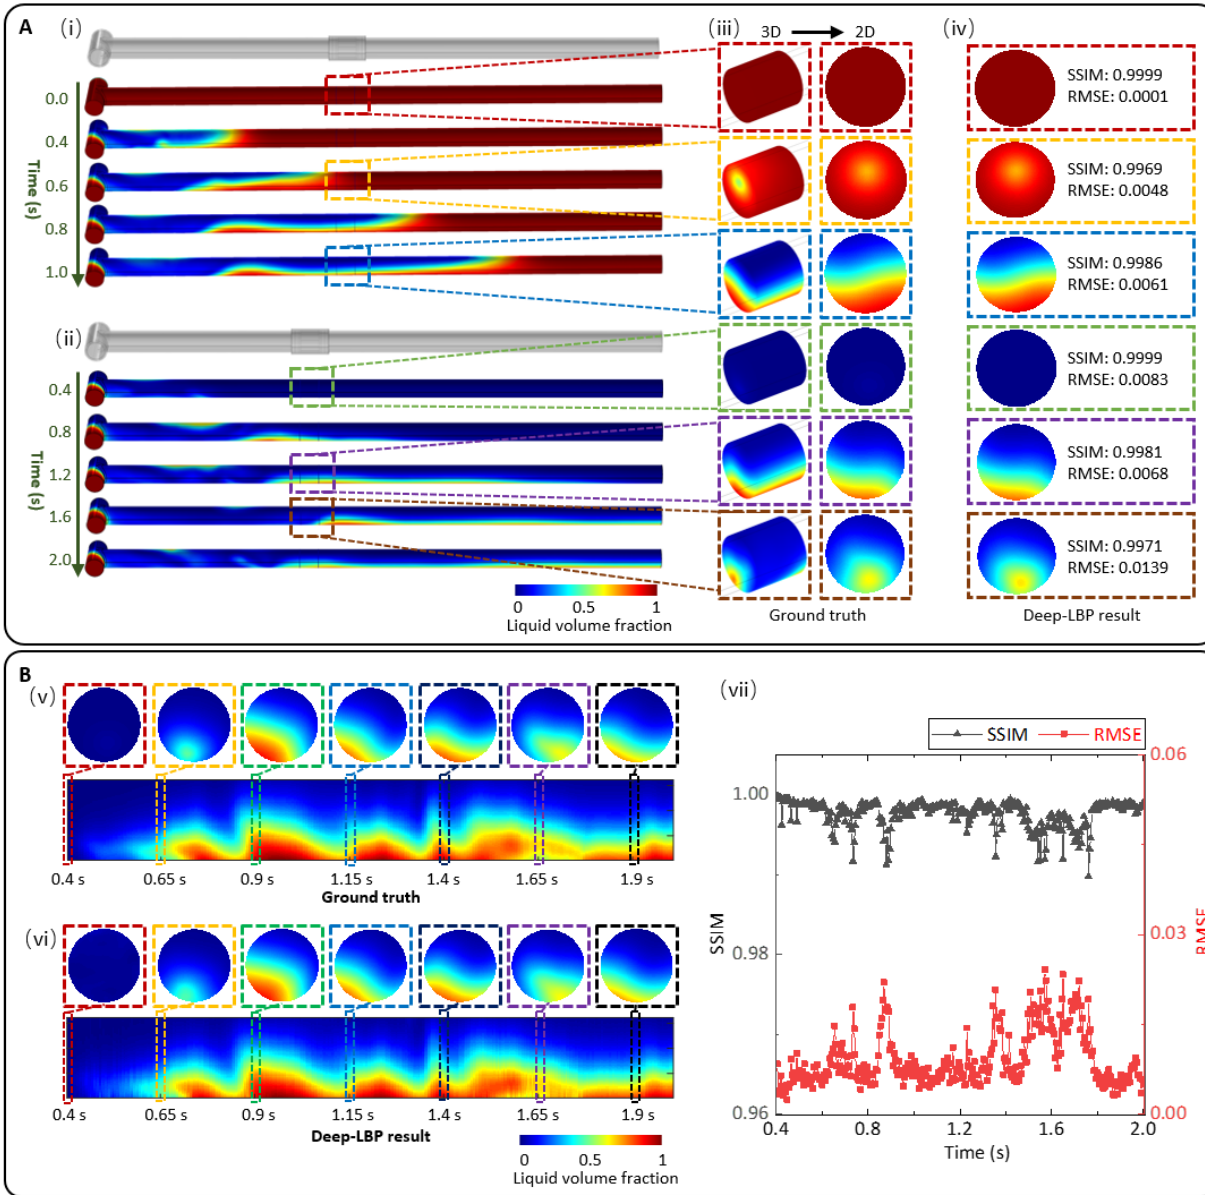 A
(i)
(iii)
3D
2D
(iv)
0.0
0.4
0.6
0.8
1.0
Time (s)
SSIM: 0.9999
RMSE: 0.0001
SSIM: 0.9969
RMSE: 0.0048
SSIM: 0.9986
RMSE: 0.0061
(ii)
0.4
0.8
1.2
1.6
2.0
Time (s)
SSIM: 0.9999
RMSE: 0.0083
SSIM: 0.9981
RMSE: 0.0068
SSIM: 0.9971
RMSE: 0.0139
0 0.5 1
Liquid volume fraction
Ground truth
Deep-LBP result
B
(v)
0.4 s 0.65 s 0.9 s 1.15 s 1.4 s 1.65 s 1.9 s
Ground truth
(vi)
0.4 s 0.65 s 0.9 s 1.15 s 1.4 s 1.65 s 1.9 s
Deep-LBP result
0 0.5 1
Liquid volume fraction
(vii)
SSIM RMSE
1.00
0.98
0.96
SSIM
0.06
0.03
0.00
RMSE
0.4 0.8 1.2 1.6 2.0
Time (s)